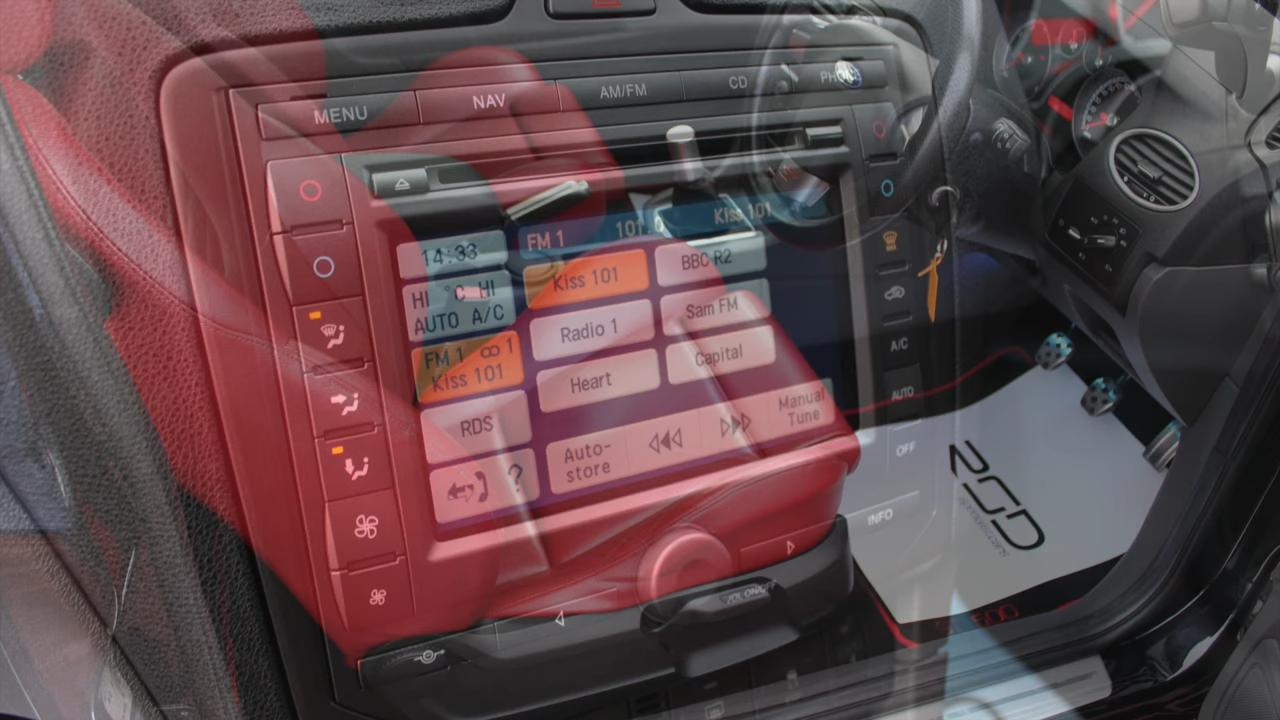 MENU NAV AM/FM CD PHONE
14:33 FM 1 101.0 Kiss 101
HI °C HI
AUTO A/C
Kiss 101 BBC R2
FM 1 ∞ 1
Kiss 101
Radio 1 Sam FM
Heart Capital
RDS
Auto-
store
Manual
Tune
?
A/C
AUTO
OFF
INFO
RGD
500